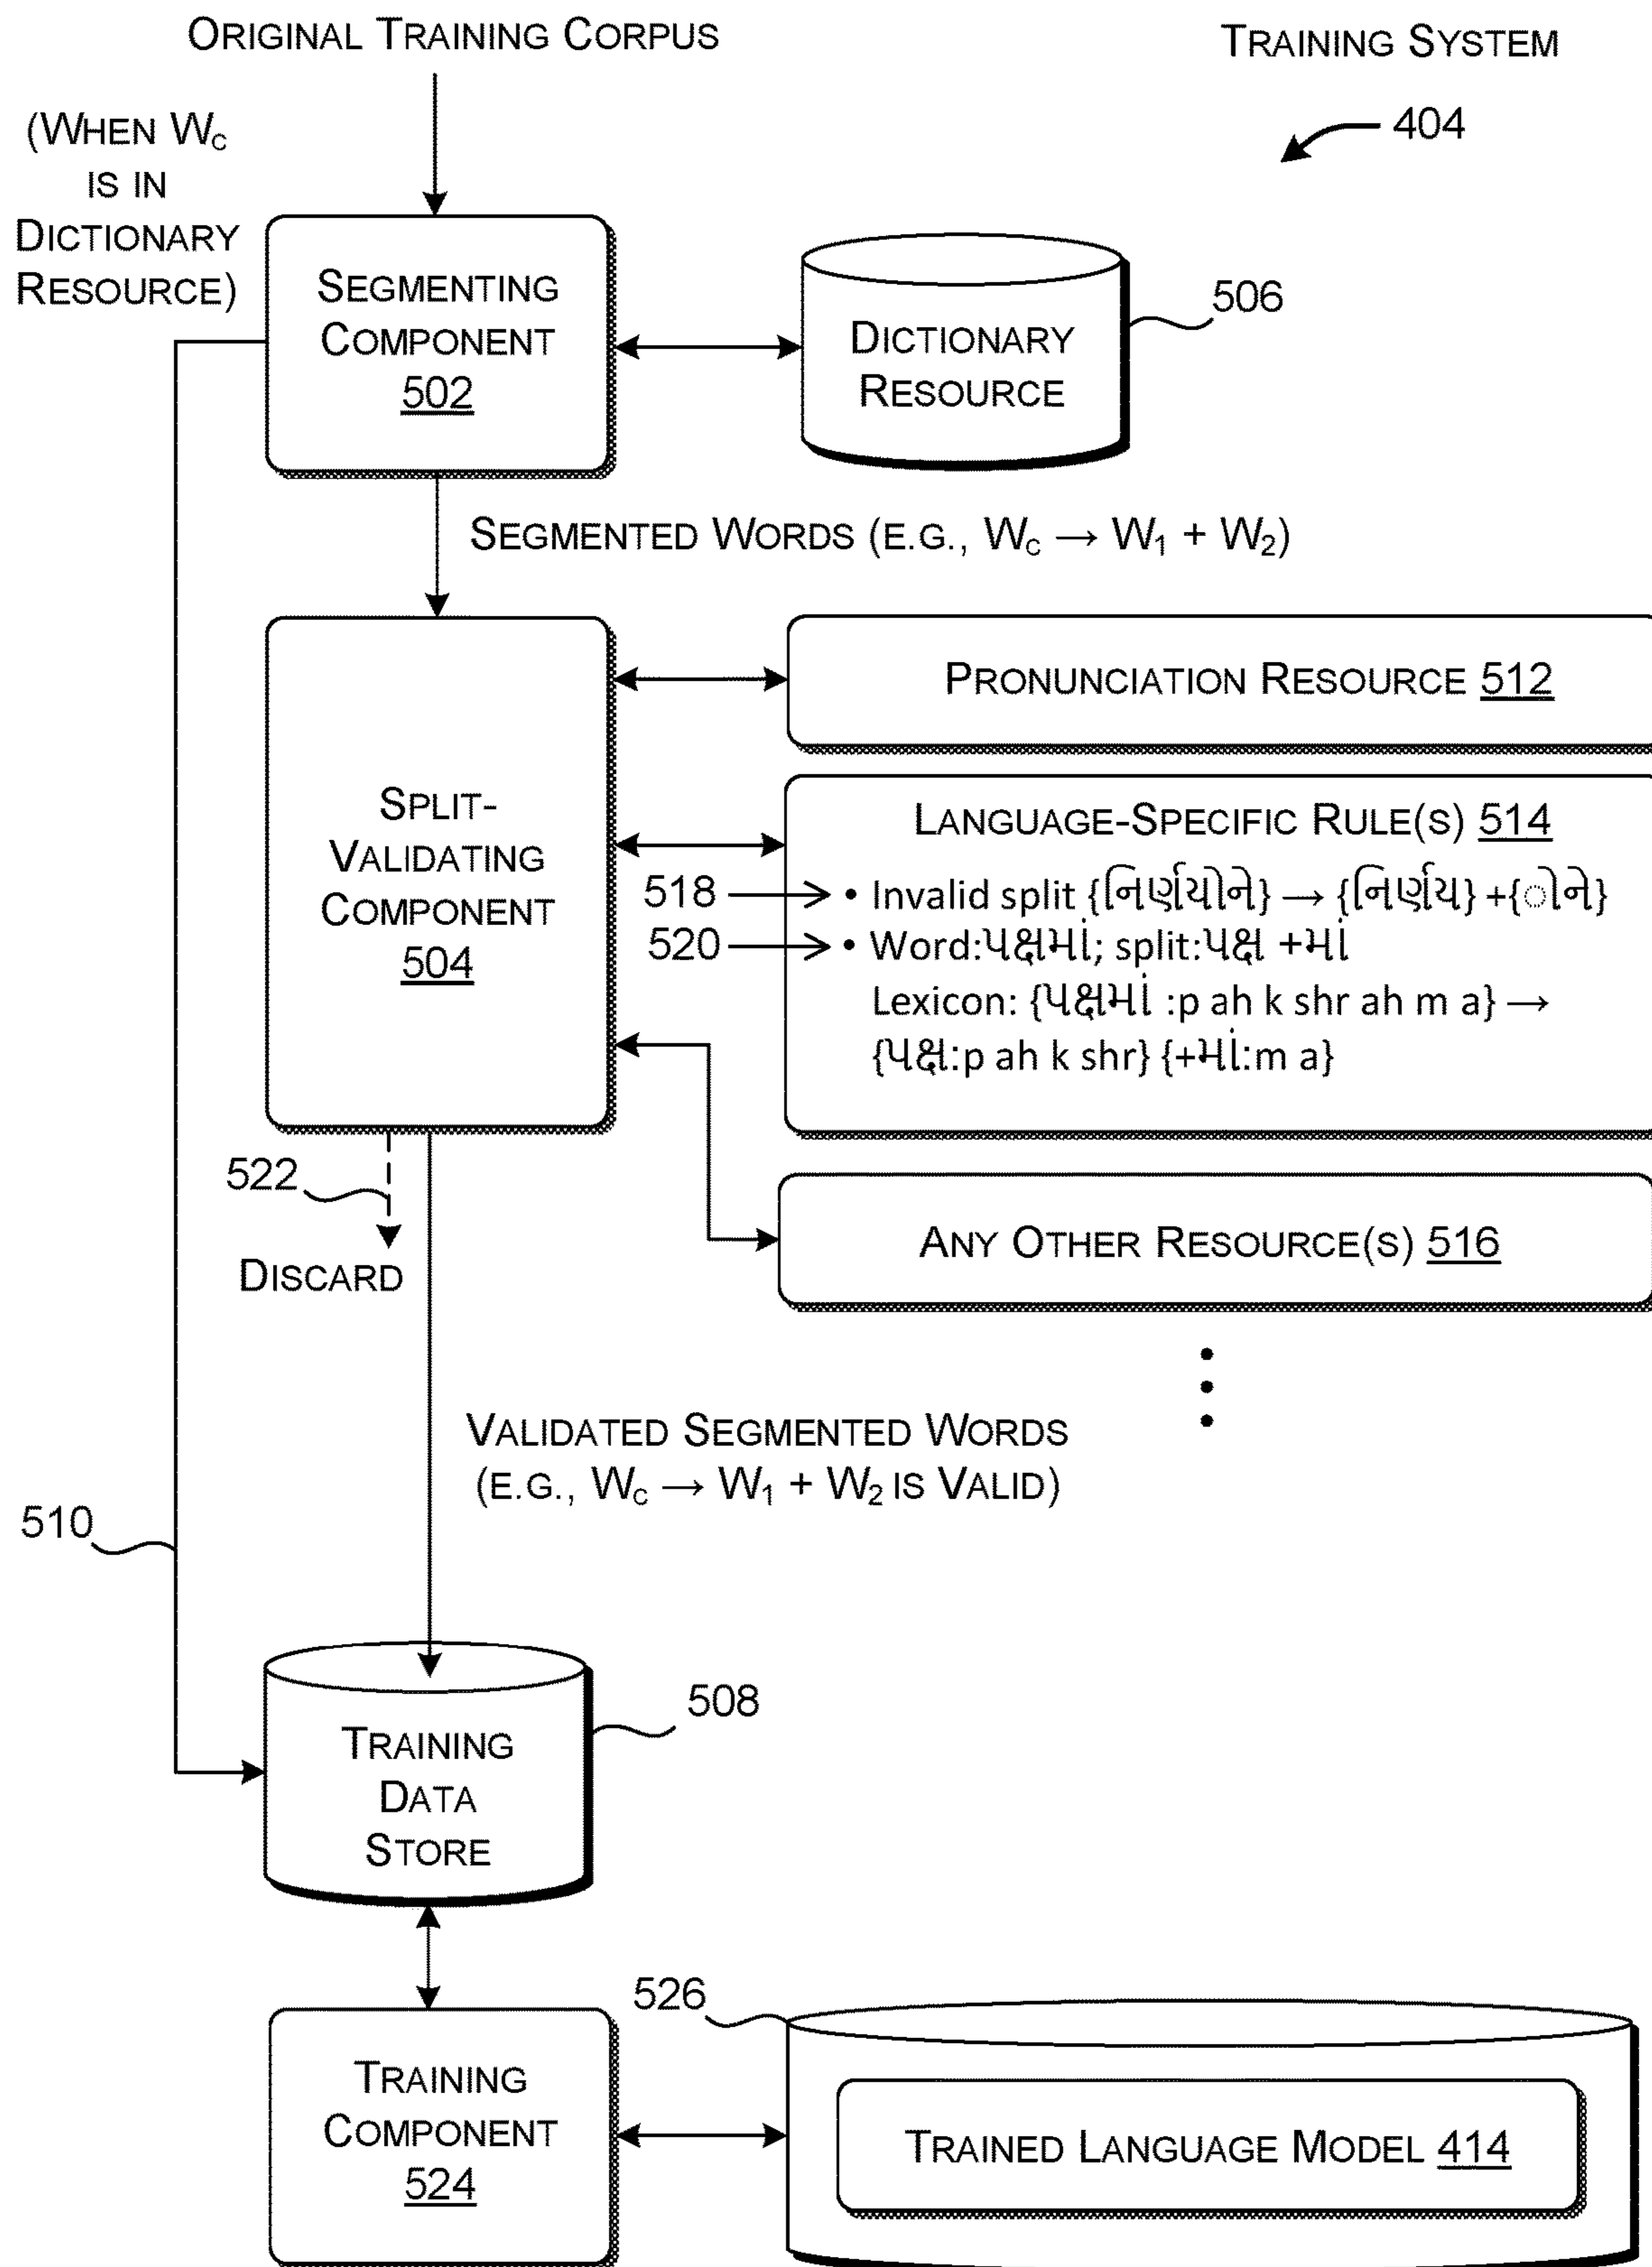 ORIGINAL TRAINING CORPUS
TRAINING SYSTEM
404
(WHEN Wc
IS IN
DICTIONARY
RESOURCE)
SEGMENTING
COMPONENT
502
DICTIONARY
RESOURCE
506
SEGMENTED WORDS (E.G., Wc → W1 + W2)
SPLIT-
VALIDATING
COMPONENT
504
PRONUNCIATION RESOURCE 512
LANGUAGE-SPECIFIC RULE(S) 514
518
• Invalid split {નિર્ણયોને} → {નિર્ણય} +{ોને}
520
• Word:પક્ષમાં; split:પક્ષ +માં
Lexicon: {પક્ષમાં :p ah k shr ah m a} →
{પક્ષ:p ah k shr} {+માં:m a}
522
DISCARD
ANY OTHER RESOURCE(S) 516
VALIDATED SEGMENTED WORDS
(E.G., Wc → W1 + W2 IS VALID)
510
508
TRAINING
DATA
STORE
526
TRAINING
COMPONENT
524
TRAINED LANGUAGE MODEL 414